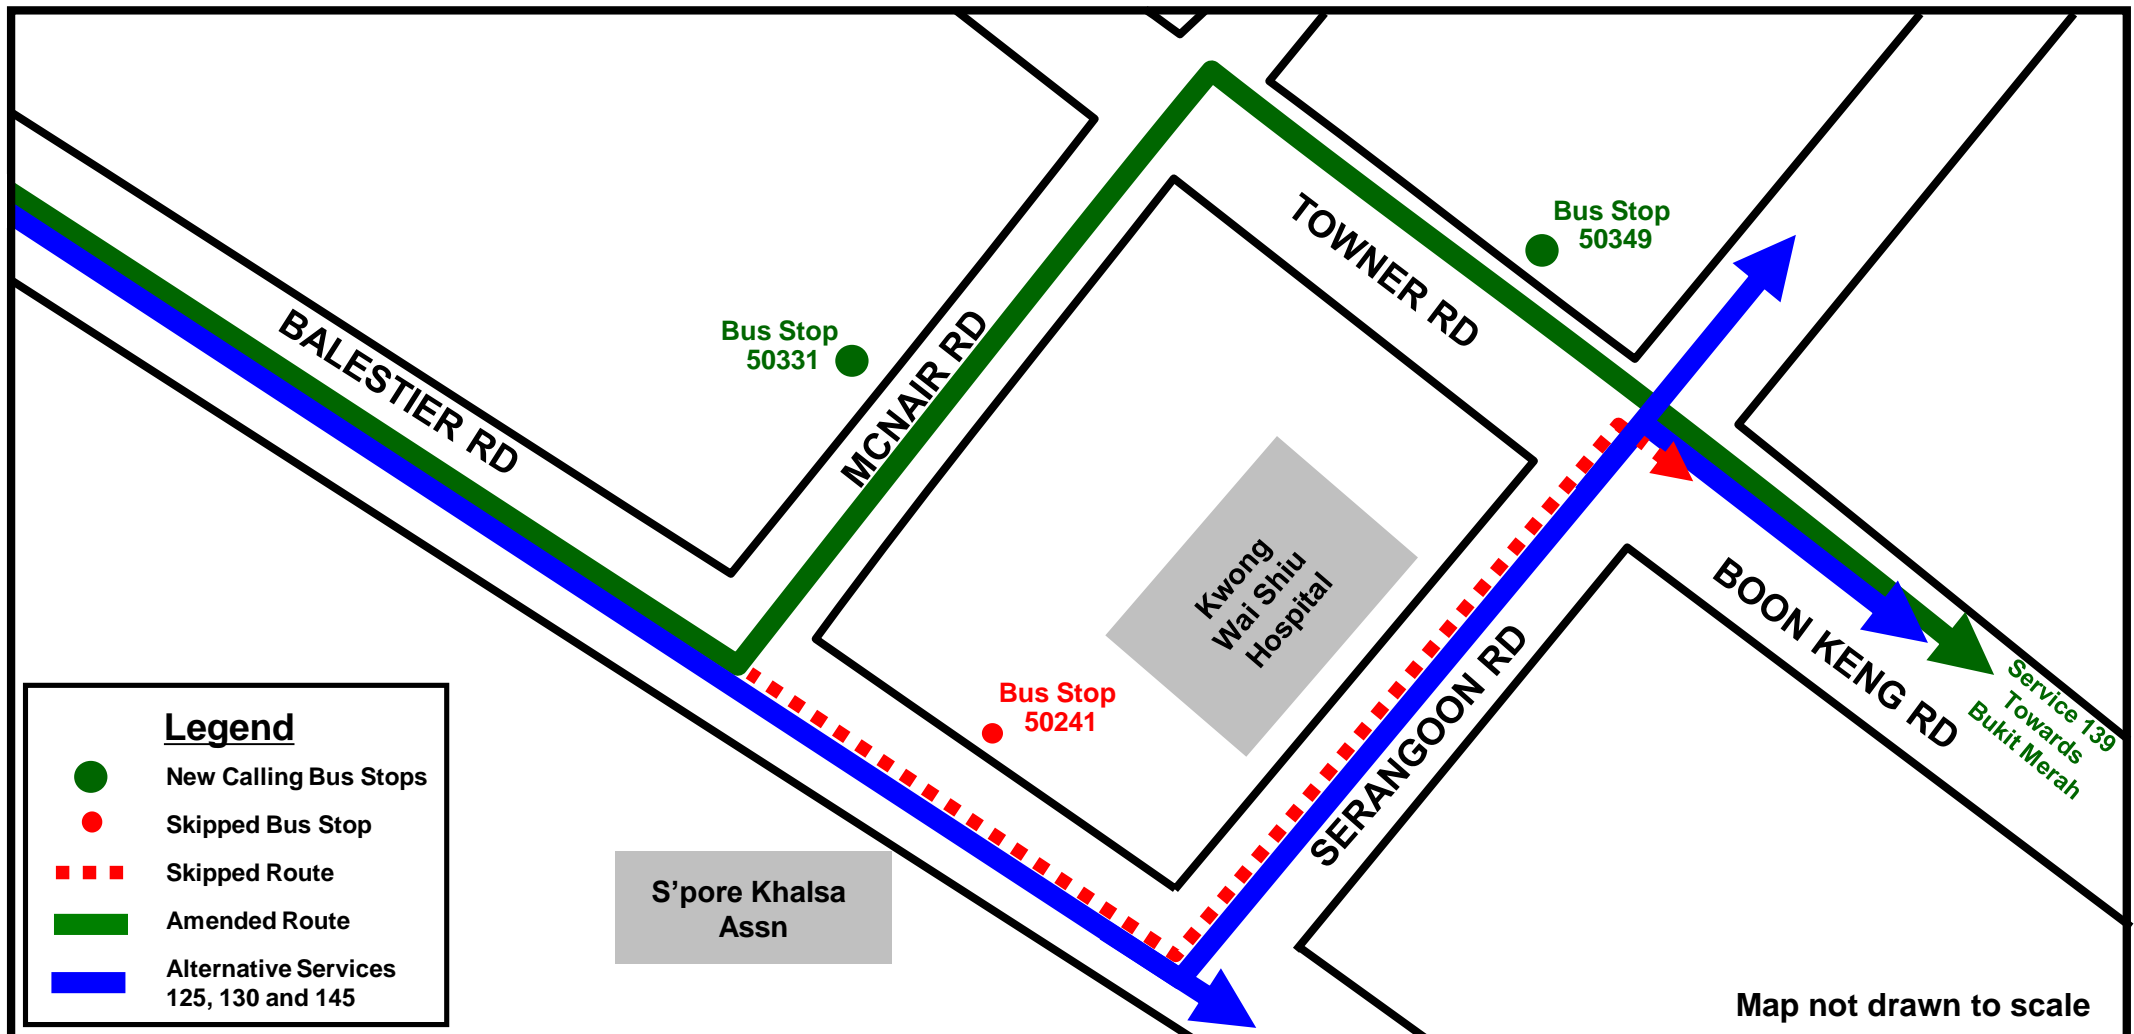 Bus Stop
50349
TOWNER RD
Bus Stop
50331
BALESTIER RD
MCNAIR RD
Kwong
Wai Shiu
Hospital
BOON KENG RD
SERANGOON RD
Service 139
Towards
Bukit Merah
Bus Stop
50241
S'pore Khalsa
Assn
Legend
New Calling Bus Stops
Skipped Bus Stop
Skipped Route
Amended Route
Alternative Services
125, 130 and 145
Map not drawn to scale